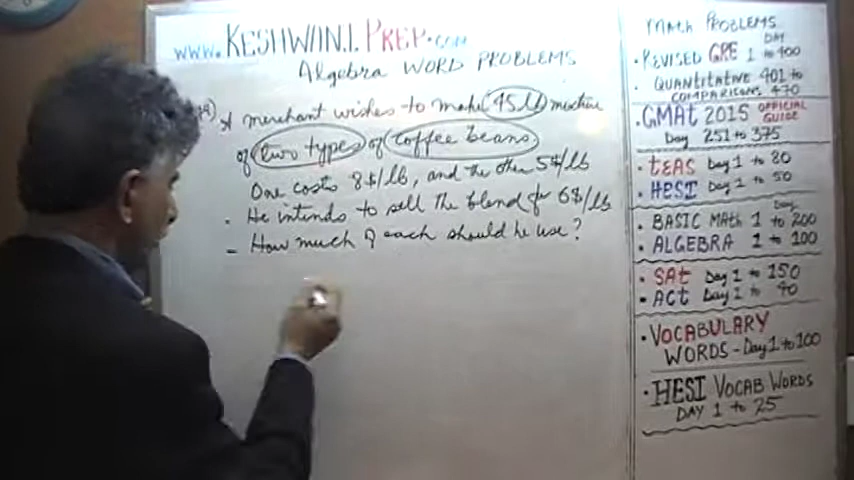 www.KESHWANIPREP.com
Algebra WORD PROBLEMS
A merchant wishes to make 45 lb mixture
of two types of coffee beans
One costs 8$/lb, and the other 5$/lb
. He intends to sell the blend for 6$/lb
- How much of each should he use?
Math PROBLEMS
DAY
• REVISED GRE 1 to 400
• QUANTITATIVE 401 to
COMPARISONS 470
• GMAT 2015 OFFICIAL GUIDE
Day 251 to 375
• TEAS Day 1 to 80
• HESI Day 1 to 50
Day
• BASIC MATH 1 to 200
• ALGEBRA 1 to 100
• SAT Day 1 to 150
• ACT Day 1 to 90
• VOCABULARY
WORDS - Day 1 to 100
• HESI VOCAB WORDS
DAY 1 to 25